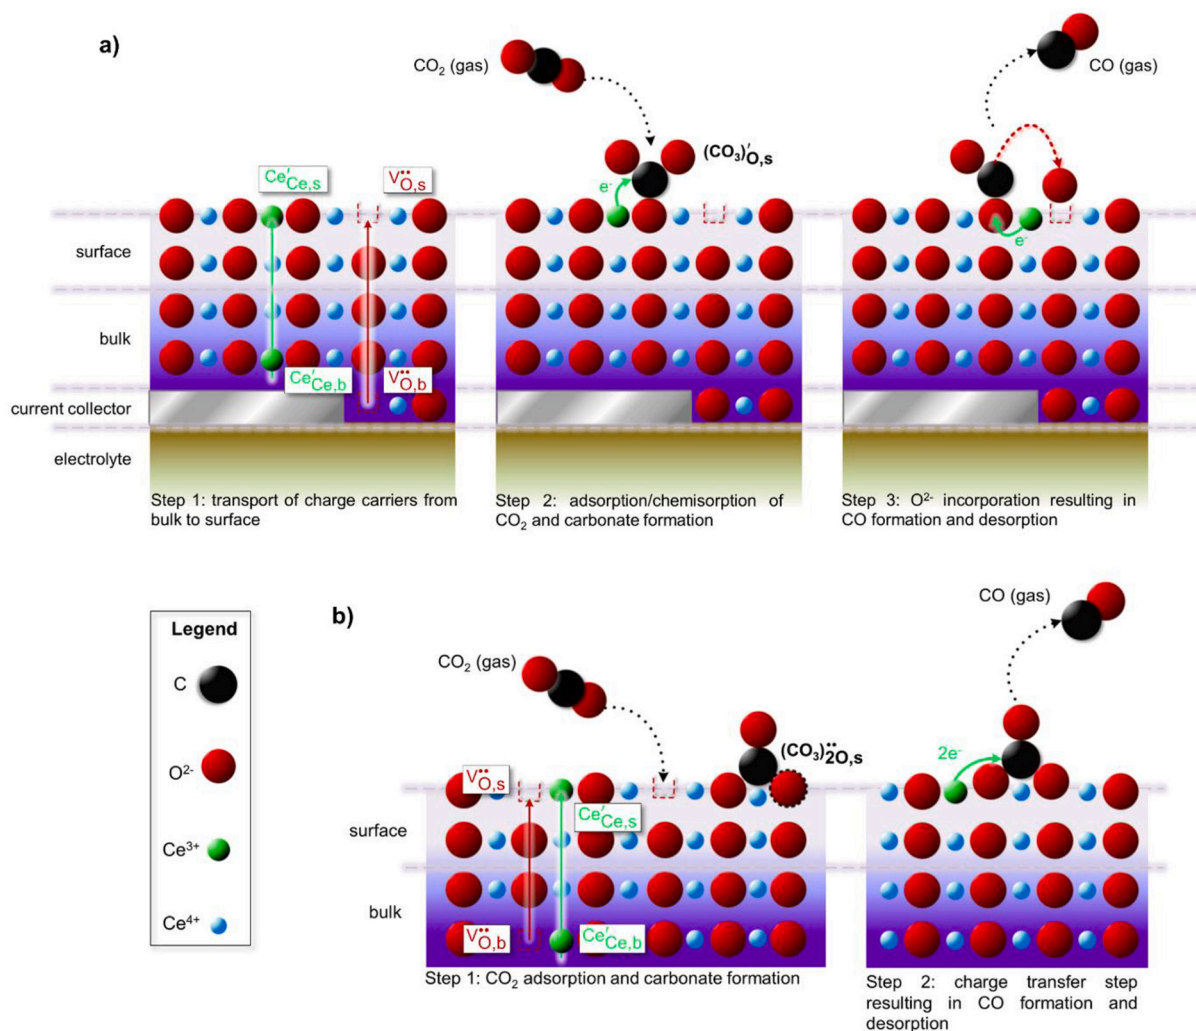 a)
CO₂ (gas)
CO (gas)
(CO₃)′O,s
Ce′Ce,s
V••O,s
e-
e-
surface
bulk
Ce′Ce,b
V••O,b
current collector
electrolyte
Step 1: transport of charge carriers from
bulk to surface
Step 2: adsorption/chemisorption of
CO₂ and carbonate formation
Step 3: O²⁻ incorporation resulting in
CO formation and desorption
Legend
C
O²⁻
Ce³⁺
Ce⁴⁺
b)
CO₂ (gas)
CO (gas)
(CO₃)••2O,s
2e-
V••O,s
Ce′Ce,s
surface
bulk
V••O,b
Ce′Ce,b
Step 1: CO₂ adsorption and carbonate formation
Step 2: charge transfer step
resulting in CO formation and
desorption